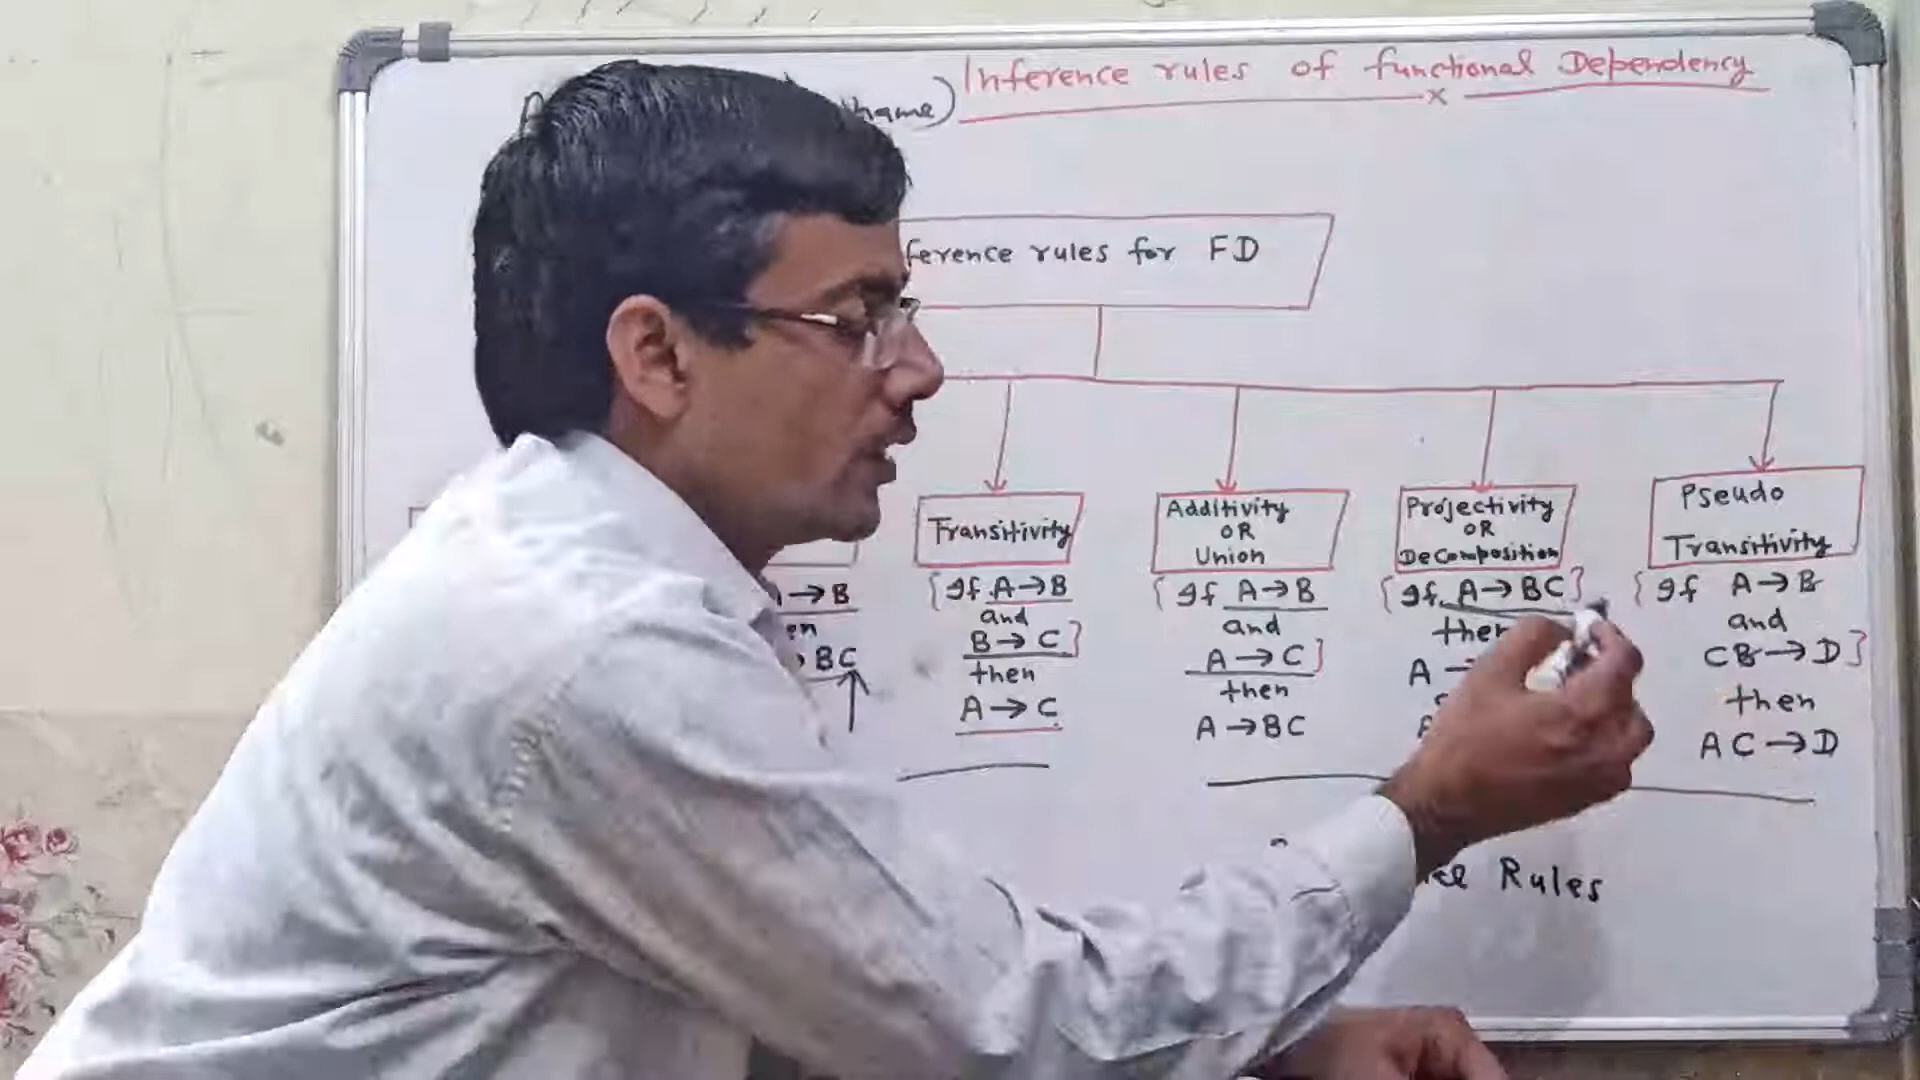 Inference rules of functional Dependency
name)
ference rules for FD
Transitivity
{If A→B
and
B→C}
then
A→C
Additivity
OR
Union
{If A→B
and
A→C}
then
A→BC
Projectivity
OR
DeComposition
{If A→BC}
then
A→
Pseudo
Transitivity
{If A→B
and
CB→D}
then
AC→D
→B
en
BC
Rules